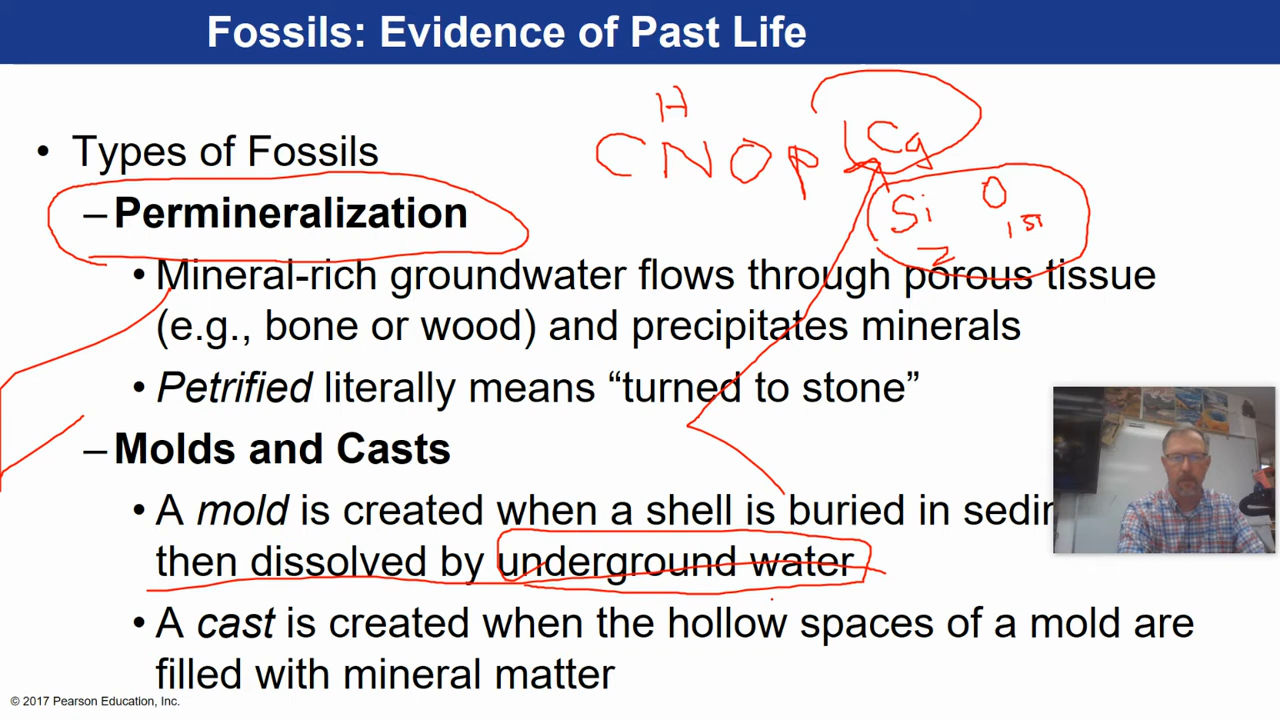 Fossils: Evidence of Past Life
H
C N O P Ca
• Types of Fossils
Si O
1st
2
– Permineralization
• Mineral-rich groundwater flows through porous tissue
(e.g., bone or wood) and precipitates minerals
• Petrified literally means “turned to stone”
– Molds and Casts
• A mold is created when a shell is buried in
then dissolved by underground water
• A cast is created when the hollow spaces of a mold are
filled with mineral matter
© 2017 Pearson Education, Inc.